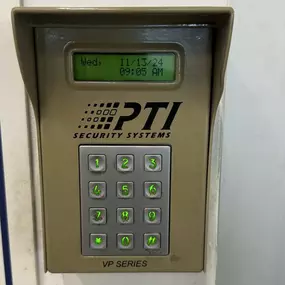 Wed, 11/13/24
09:05 AM
PTI
SECURITY SYSTEMS
1 2 3
4 5 6
7 8 9
* 0 #
VP SERIES